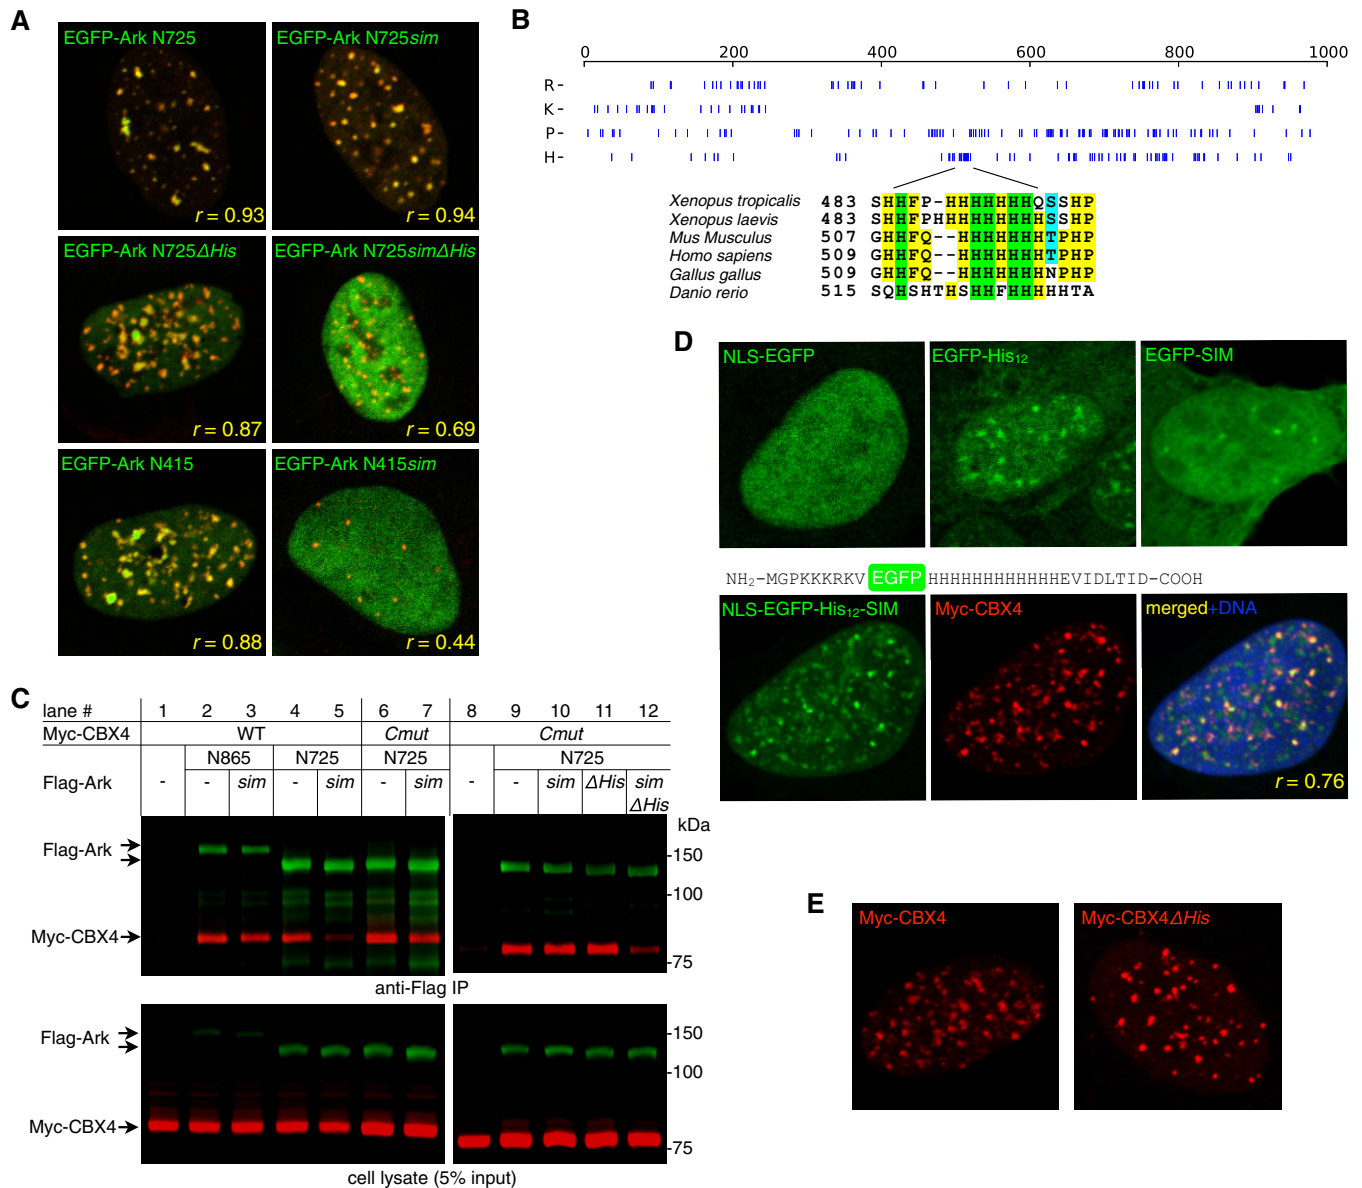 A
EGFP-Ark N725
EGFP-Ark N725sim
r = 0.93
r = 0.94
EGFP-Ark N725ΔHis
EGFP-Ark N725simΔHis
r = 0.87
r = 0.69
EGFP-Ark N415
EGFP-Ark N415sim
r = 0.88
r = 0.44
B
0 200 400 600 800 1000
R-
K-
P-
H-
Xenopus tropicalis 483 SHHFP-HHHHHHHQSSHP
Xenopus laevis 483 SHHFPHHHHHHHHHSSHP
Mus Musculus 507 GHHFQ--HHHHHHHTPHP
Homo sapiens 509 GHHFQ--HHHHHHHTPHP
Gallus gallus 509 GHHFQ--HHHHHHHNPHP
Danio rerio 515 SQHSHTHSHHFHHHHHTA
C
lane # 1 2 3 4 5 6 7 8 9 10 11 12
Myc-CBX4 WT Cmut Cmut
N865 N725 N725 N725
Flag-Ark - - sim - sim - sim - - sim ΔHis sim ΔHis
kDa
Flag-Ark
-150
-100
Myc-CBX4
-75
anti-Flag IP
Flag-Ark
-150
-100
Myc-CBX4
-75
cell lysate (5% input)
D
NLS-EGFP
EGFP-His12
EGFP-SIM
NH2-MGPKKKRKV EGFP HHHHHHHHHHHHEVIDLTID-COOH
NLS-EGFP-His12-SIM
Myc-CBX4
merged+DNA
r = 0.76
E
Myc-CBX4
Myc-CBX4ΔHis